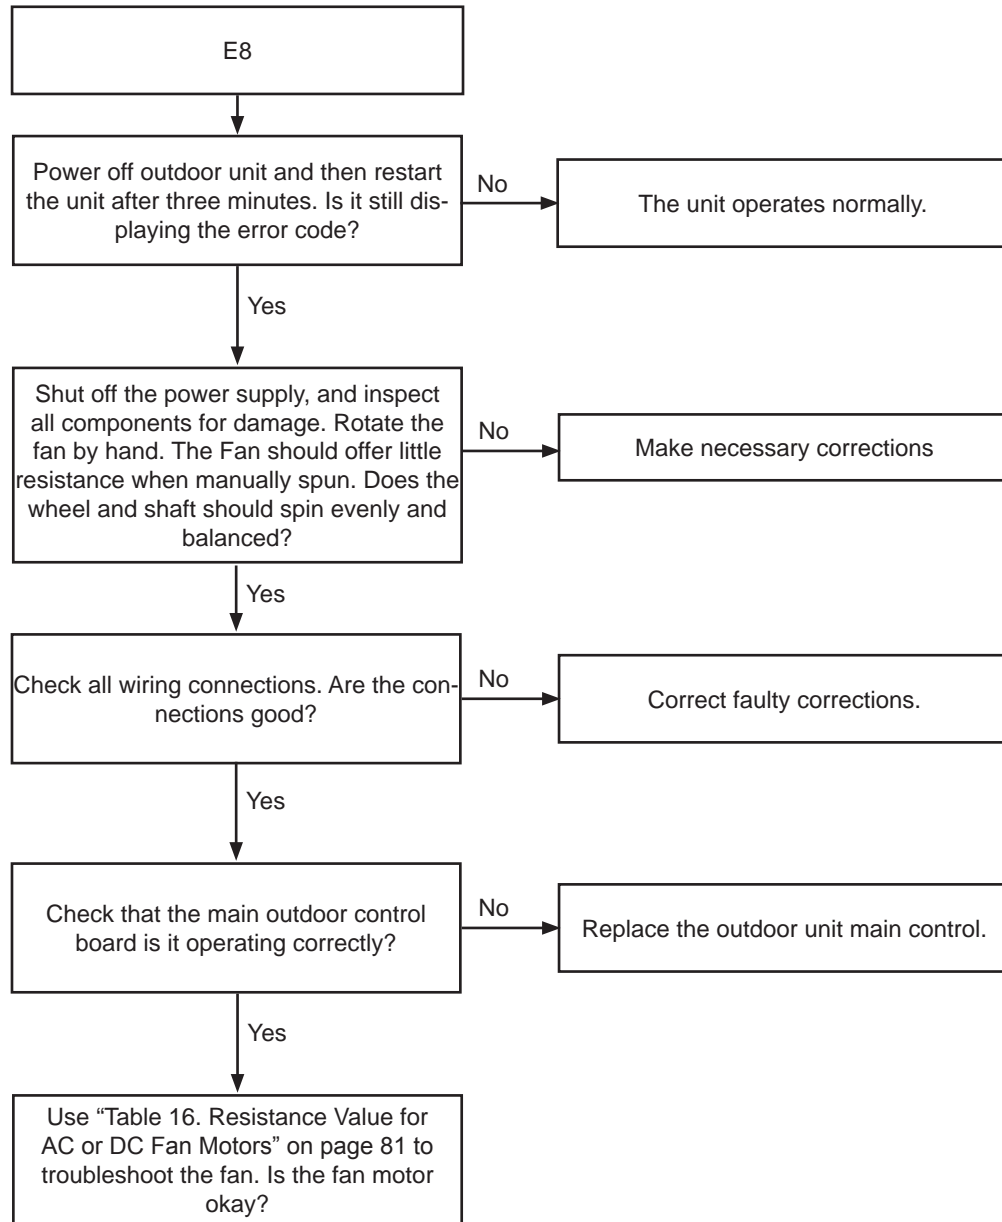 E8
Power off outdoor unit and then restart
the unit after three minutes. Is it still dis-
playing the error code?
No
The unit operates normally.
Yes
Shut off the power supply, and inspect
all components for damage. Rotate the
fan by hand. The Fan should offer little
resistance when manually spun. Does the
wheel and shaft should spin evenly and
balanced?
No
Make necessary corrections
Yes
Check all wiring connections. Are the con-
nections good?
No
Correct faulty corrections.
Yes
Check that the main outdoor control
board is it operating correctly?
No
Replace the outdoor unit main control.
Yes
Use “Table 16. Resistance Value for
AC or DC Fan Motors” on page 81 to
troubleshoot the fan. Is the fan motor
okay?